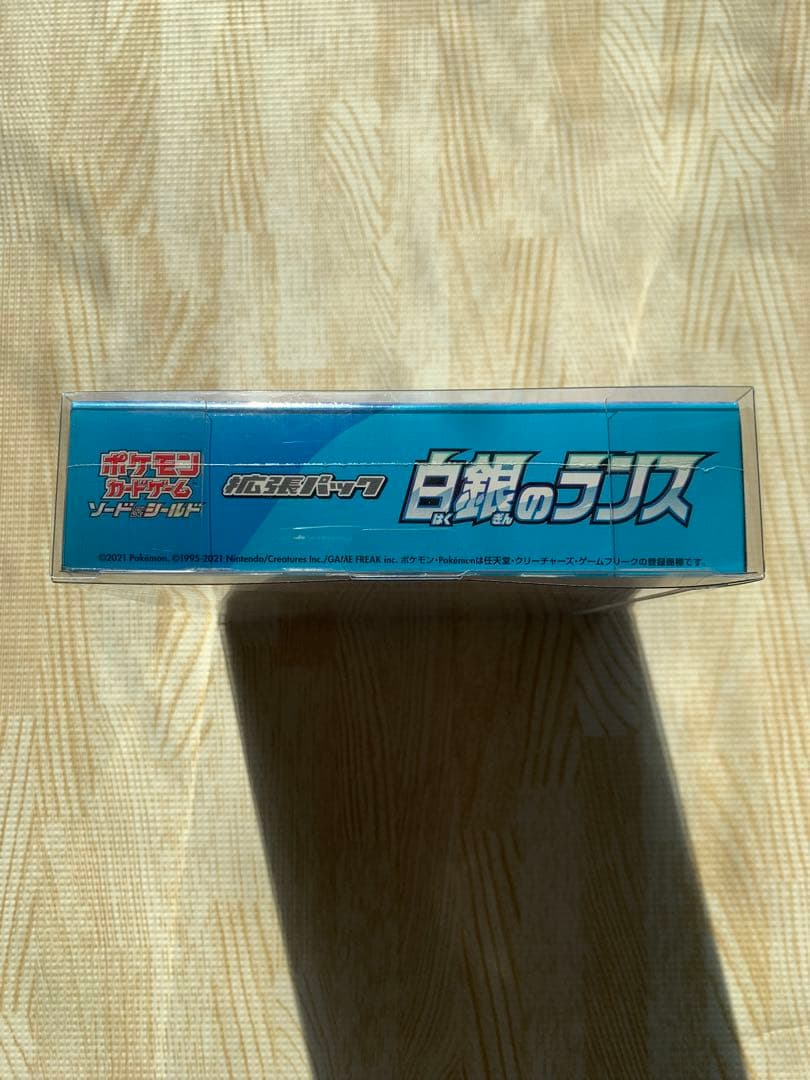 ポケモン
カードゲーム
ソード&シールド
拡張パック
白銀のランス
はく ぎん
©2021 Pokémon. ©1995-2021 Nintendo/Creatures Inc./GAME FREAK inc. ポケモン・Pokémonは任天堂・クリーチャーズ・ゲームフリークの登録商標です。